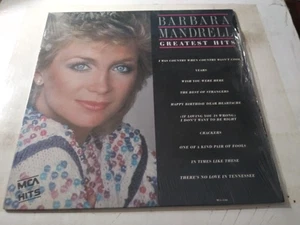 BARBARA
MANDRELL
GREATEST HITS
I WAS COUNTRY WHEN COUNTRY WASN'T COOL
YEARS
WISH YOU WERE HERE
THE BEST OF STRANGERS
HAPPY BIRTHDAY DEAR HEARTACHE
(IF LOVING YOU IS WRONG)
I DON'T WANT TO BE RIGHT
CRACKERS
ONE OF A KIND PAIR OF FOOLS
IN TIMES LIKE THESE
THERE'S NO LOVE IN TENNESSEE
MCA
HITS